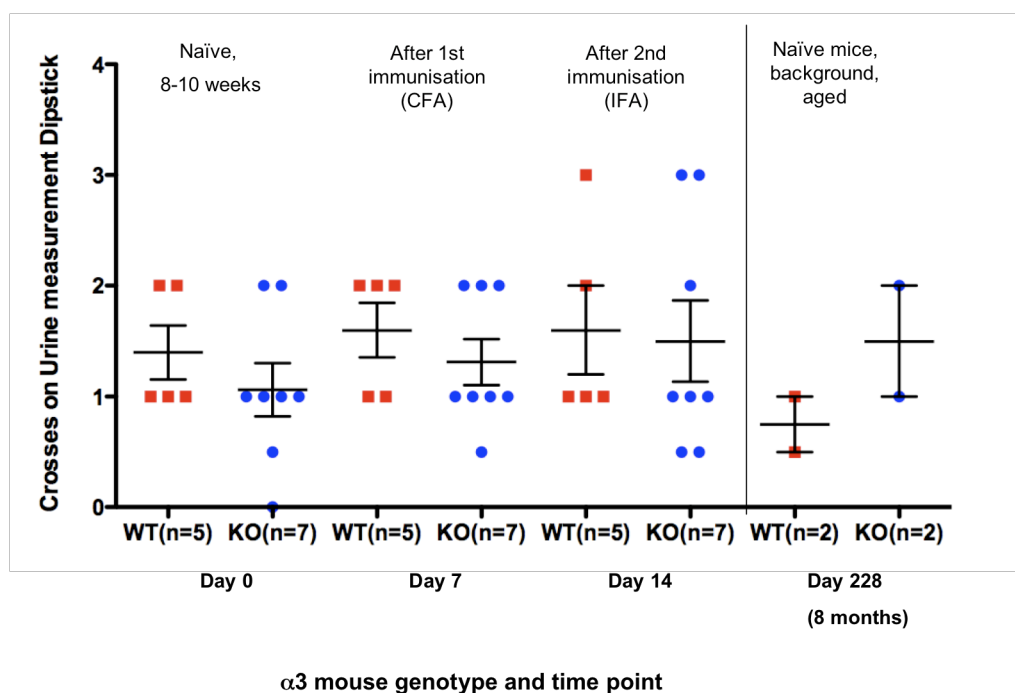 Naïve,
8-10 weeks
After 1st
immunisation
(CFA)
After 2nd
immunisation
(IFA)
Naïve mice,
background,
aged
Crosses on Urine measurement Dipstick
4
3
2
1
0
WT(n=5) KO(n=7) WT(n=5) KO(n=7) WT(n=5) KO(n=7) WT(n=2) KO(n=2)
Day 0 Day 7 Day 14 Day 228
(8 months)
α3 mouse genotype and time point